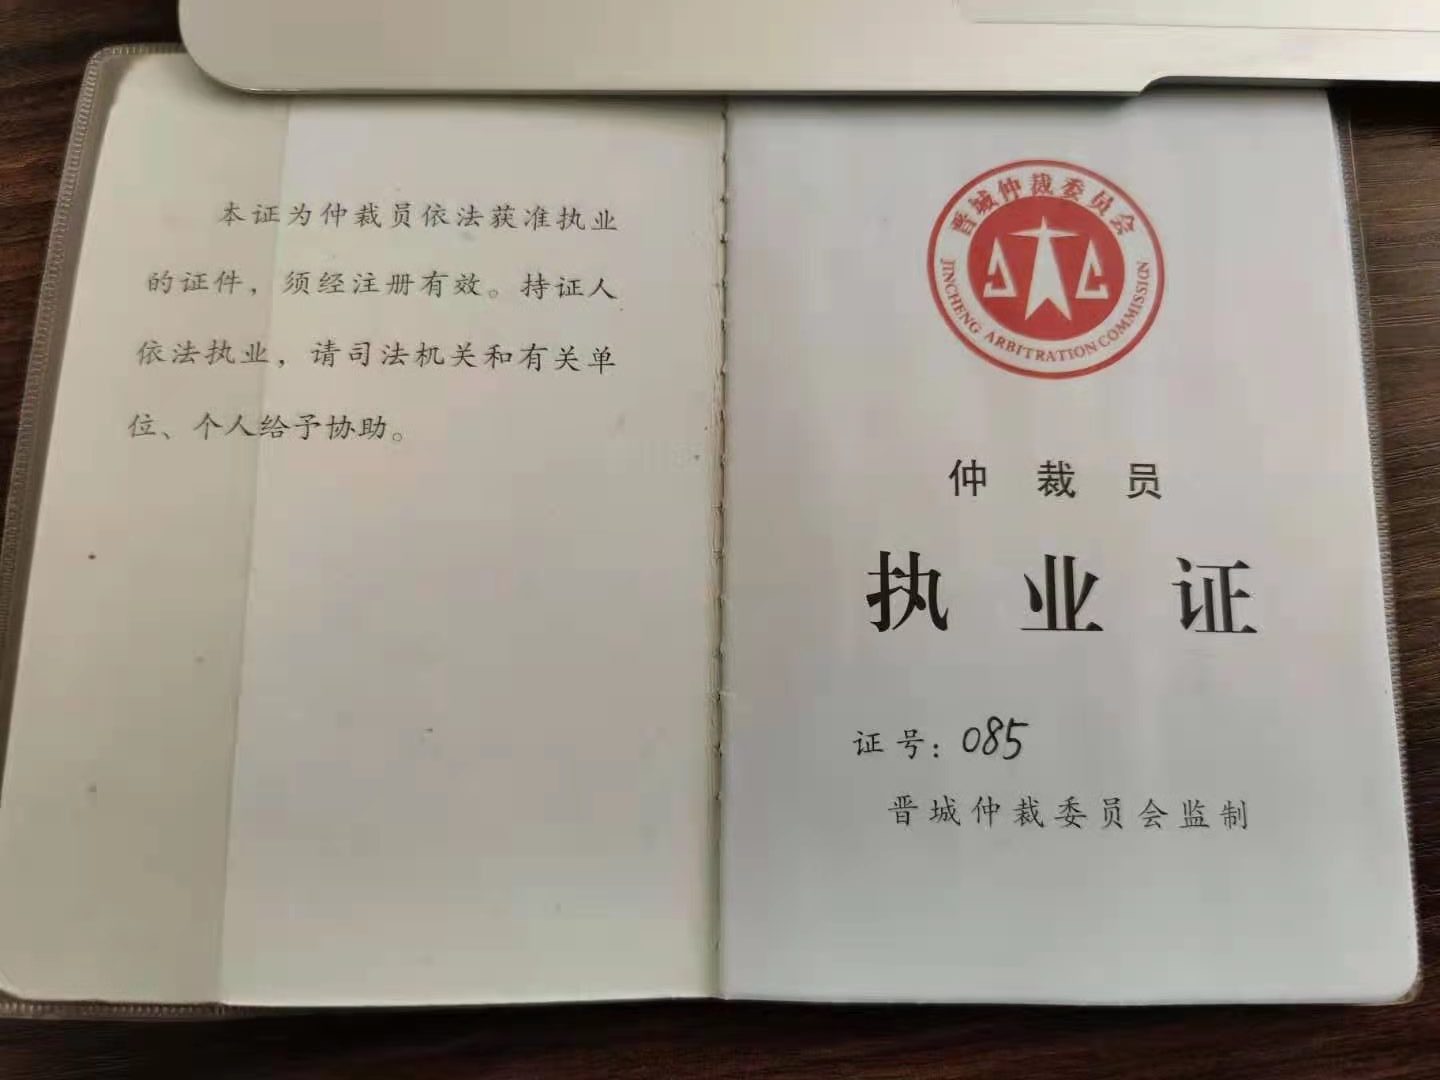 本证为仲裁员依法获准执业
的证件，须经注册有效。持证人
依法执业，请司法机关和有关单
位、个人给予协助。
晋城仲裁委员会
JINCHENG ARBITRATION COMMISSIGN
仲裁员
执业证
证号：085
晋城仲裁委员会监制